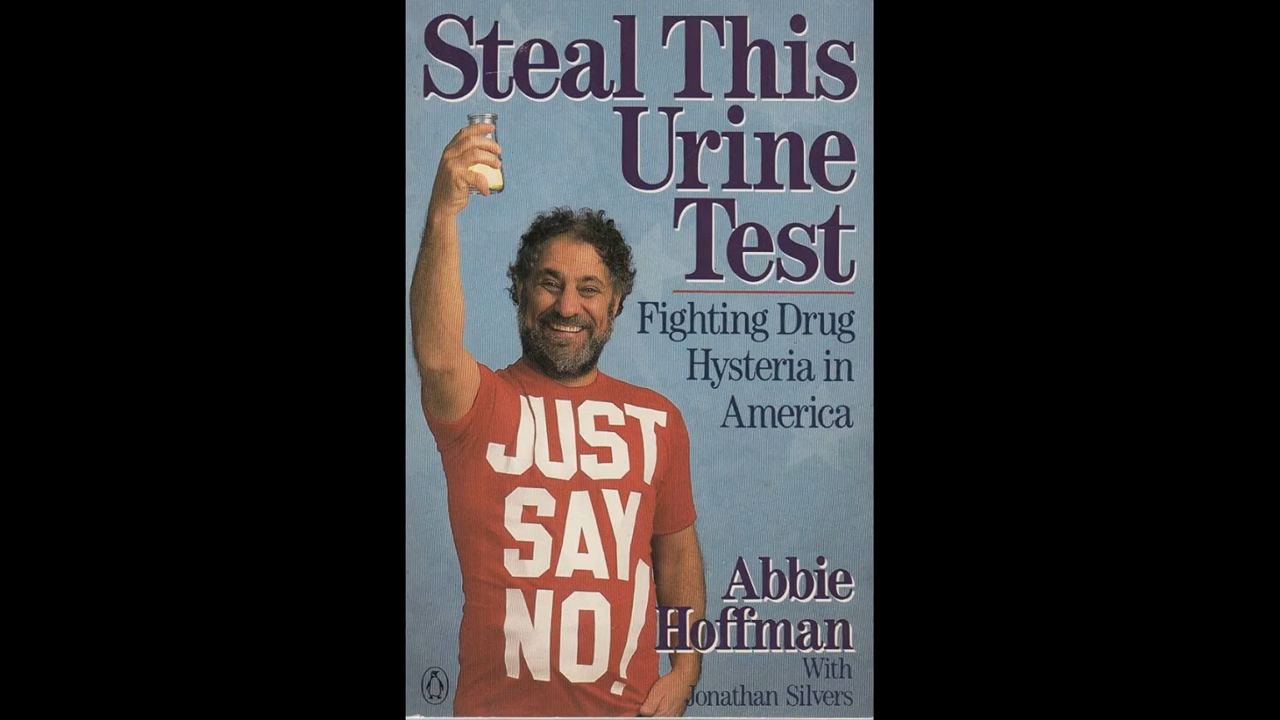 Steal This
Urine
Test
Fighting Drug
Hysteria in
America
JUST
SAY
NO!
Abbie
Hoffman
With
Jonathan Silvers